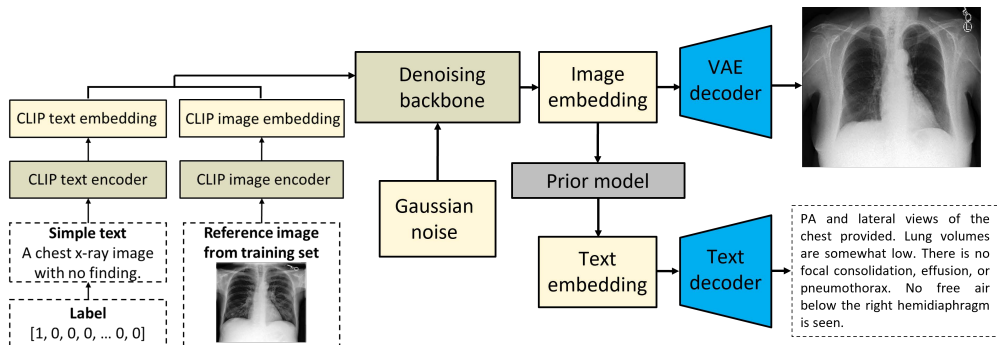 Denoising
backbone
Image
embedding
VAE
decoder
CLIP text embedding
CLIP image embedding
CLIP text encoder
CLIP image encoder
Prior model
Gaussian
noise
Simple text
A chest x-ray image
with no finding.
Reference image
from training set
Label
[1, 0, 0, 0, ... 0, 0]
Text
embedding
Text
decoder
PA and lateral views of the
chest provided. Lung volumes
are somewhat low. There is no
focal consolidation, effusion, or
pneumothorax. No free air
below the right hemidiaphragm
is seen.